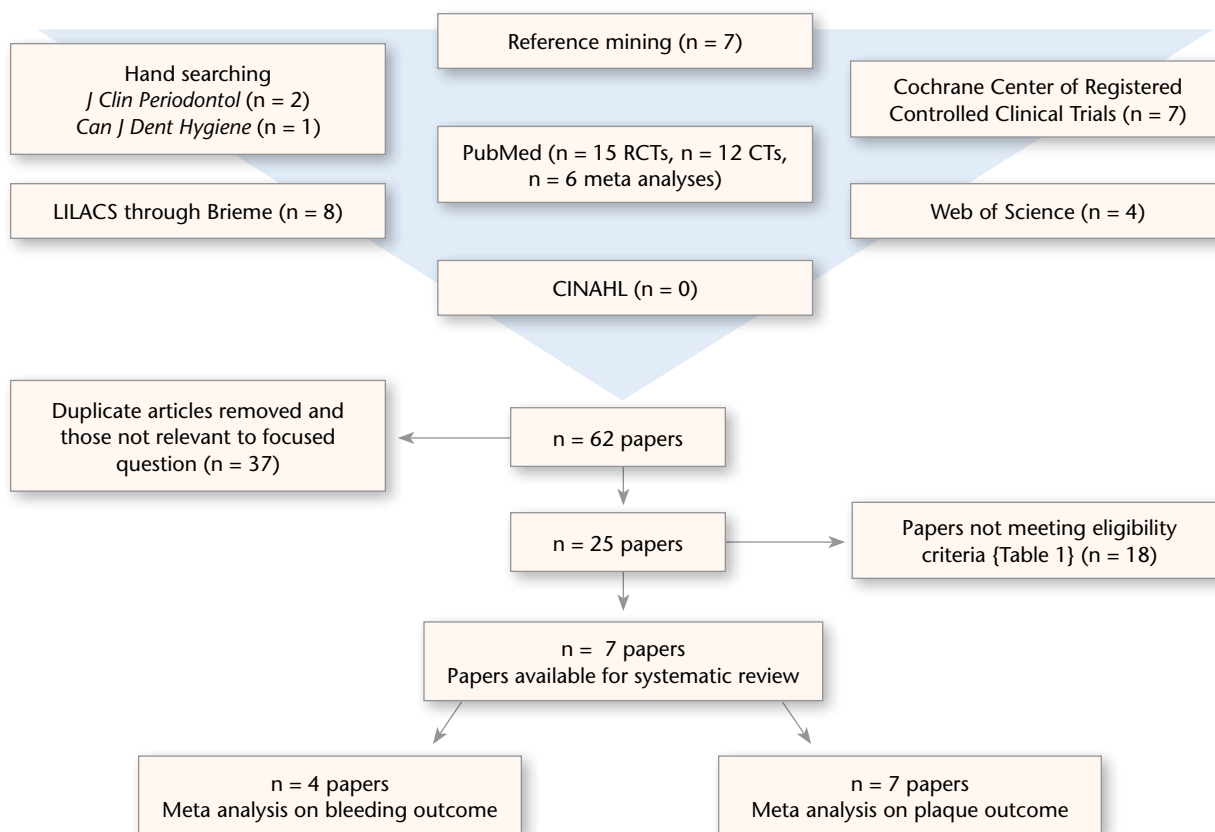 Reference mining (n = 7)
Hand searching
J Clin Periodontol (n = 2)
Can J Dent Hygiene (n = 1)
Cochrane Center of Registered
Controlled Clinical Trials (n = 7)
PubMed (n = 15 RCTs, n = 12 CTs,
n = 6 meta analyses)
LILACS through Brieme (n = 8)
Web of Science (n = 4)
CINAHL (n = 0)
Duplicate articles removed and
those not relevant to focused
question (n = 37)
n = 62 papers
n = 25 papers
Papers not meeting eligibility
criteria {Table 1} (n = 18)
n = 7 papers
Papers available for systematic review
n = 4 papers
Meta analysis on bleeding outcome
n = 7 papers
Meta analysis on plaque outcome